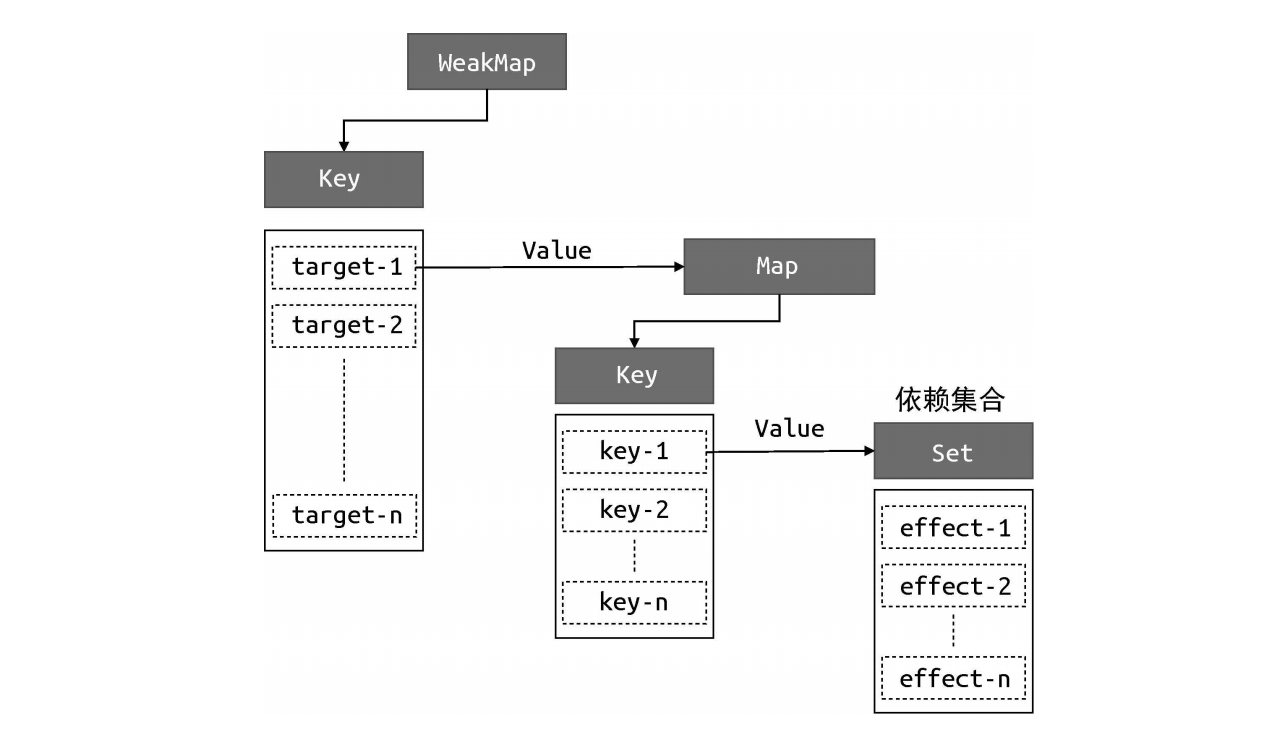 WeakMap
Key
target-1
target-2
target-n
Value
Map
Key
key-1
key-2
key-n
Value
依赖集合
Set
effect-1
effect-2
effect-n